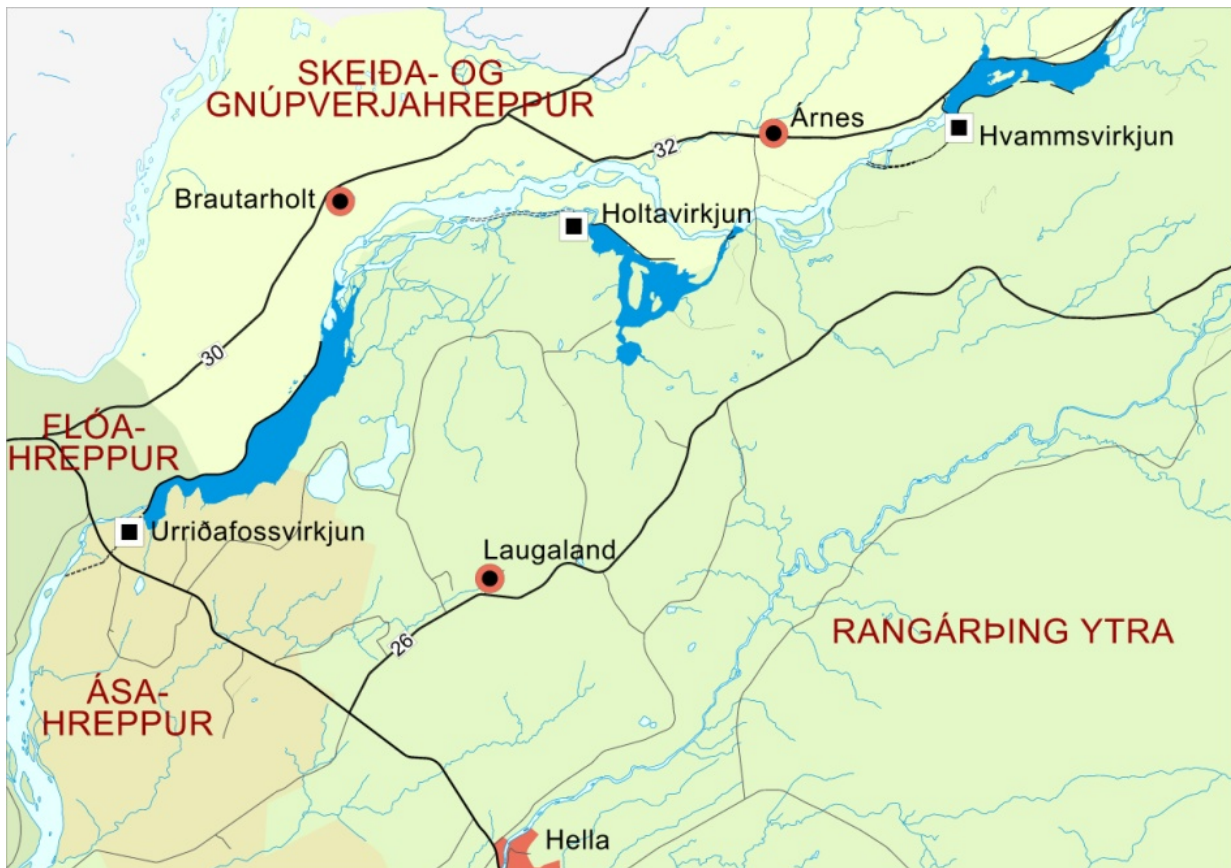 SKEIÐA- OG
GNÚPVERJAHREPPUR
Árnes
32
Hvammsvirkjun
Brautarholt
Holtavirkjun
30
FLÓA-
HREPPUR
Urriðafossvirkjun
Laugaland
26
RANGÁRÞING YTRA
ÁSA-
HREPPUR
Hella